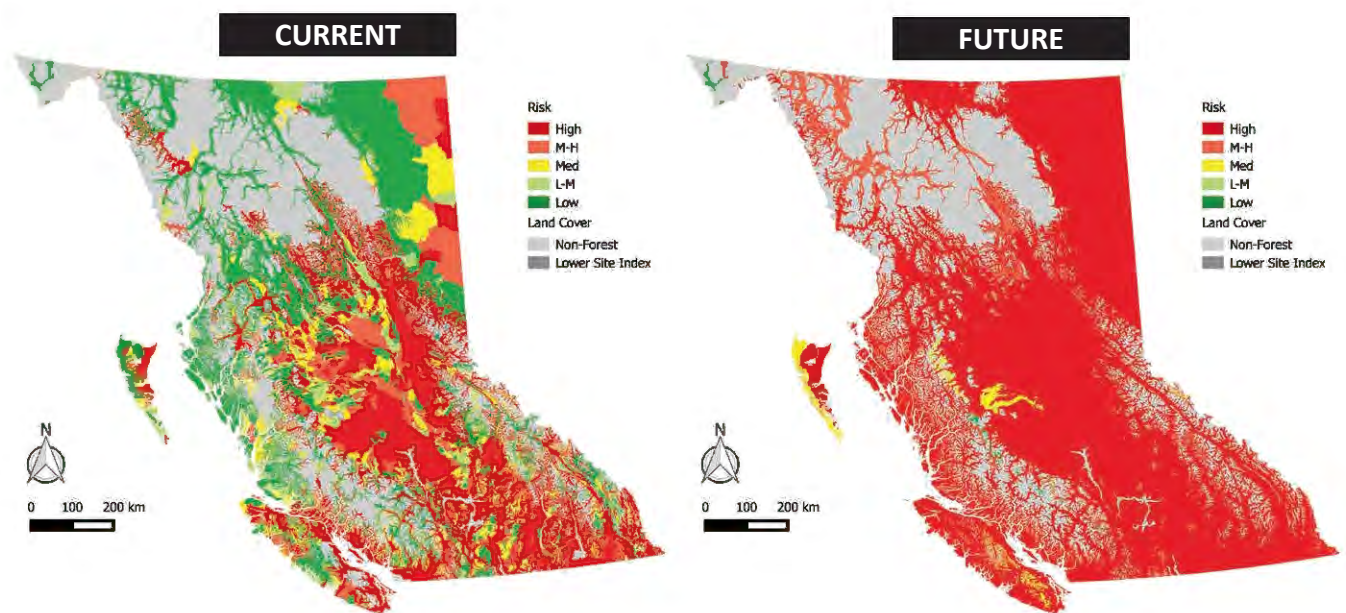 CURRENT
Risk
High
M-H
Med
L-M
Low
Land Cover
Non-Forest
Lower Site Index
N
0 100 200 km
FUTURE
Risk
High
M-H
Med
L-M
Low
Land Cover
Non-Forest
Lower Site Index
N
0 100 200 km